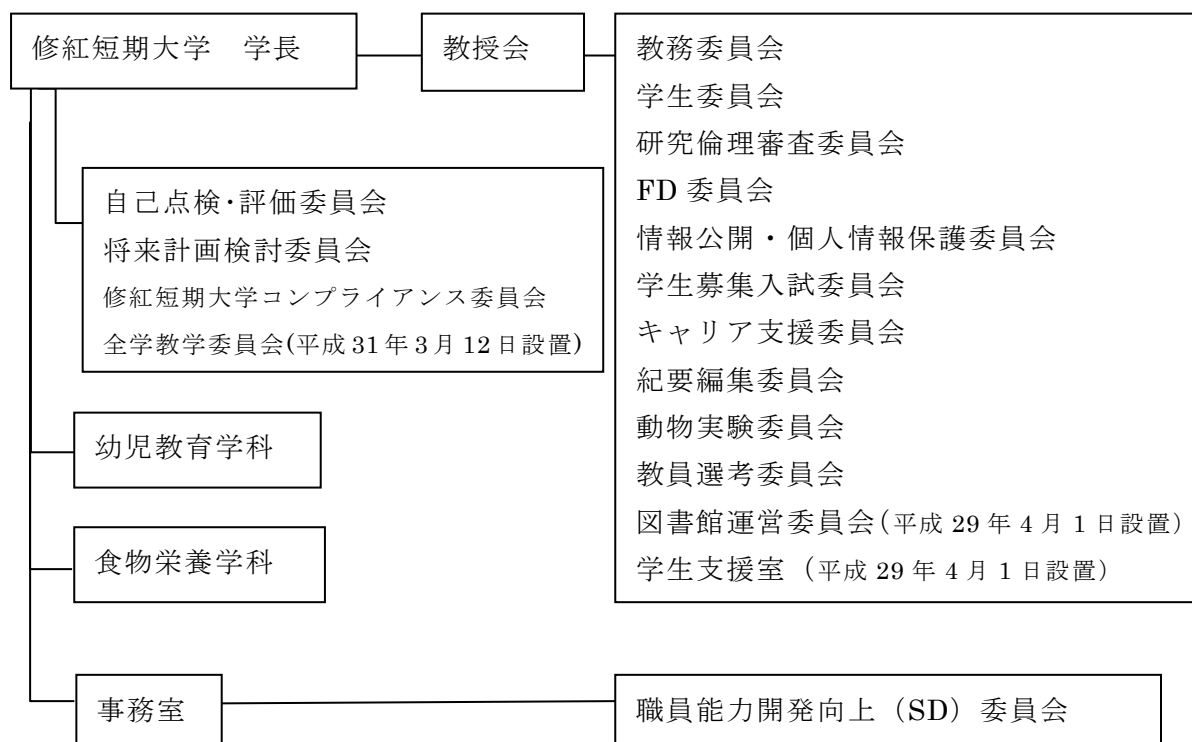 修紅短期大学　学長
教授会
教務委員会
学生委員会
研究倫理審査委員会
FD 委員会
情報公開・個人情報保護委員会
学生募集入試委員会
キャリア支援委員会
紀要編集委員会
動物実験委員会
教員選考委員会
図書館運営委員会(平成 29 年 4 月 1 日設置)
学生支援室（平成 29 年 4 月 1 日設置）
自己点検・評価委員会
将来計画検討委員会
修紅短期大学コンプライアンス委員会
全学教学委員会(平成 31 年 3 月 12 日設置)
幼児教育学科
食物栄養学科
事務室
職員能力開発向上（SD）委員会